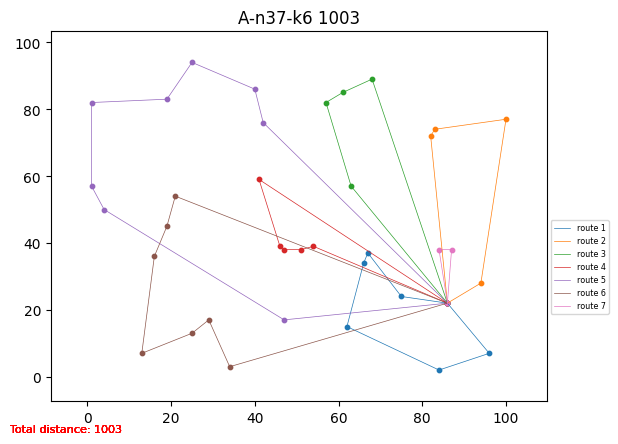 A-n37-k6 1003
100
80
60
40
20
0
0 20 40 60 80 100
route 1
route 2
route 3
route 4
route 5
route 6
route 7
Total distance: 1003